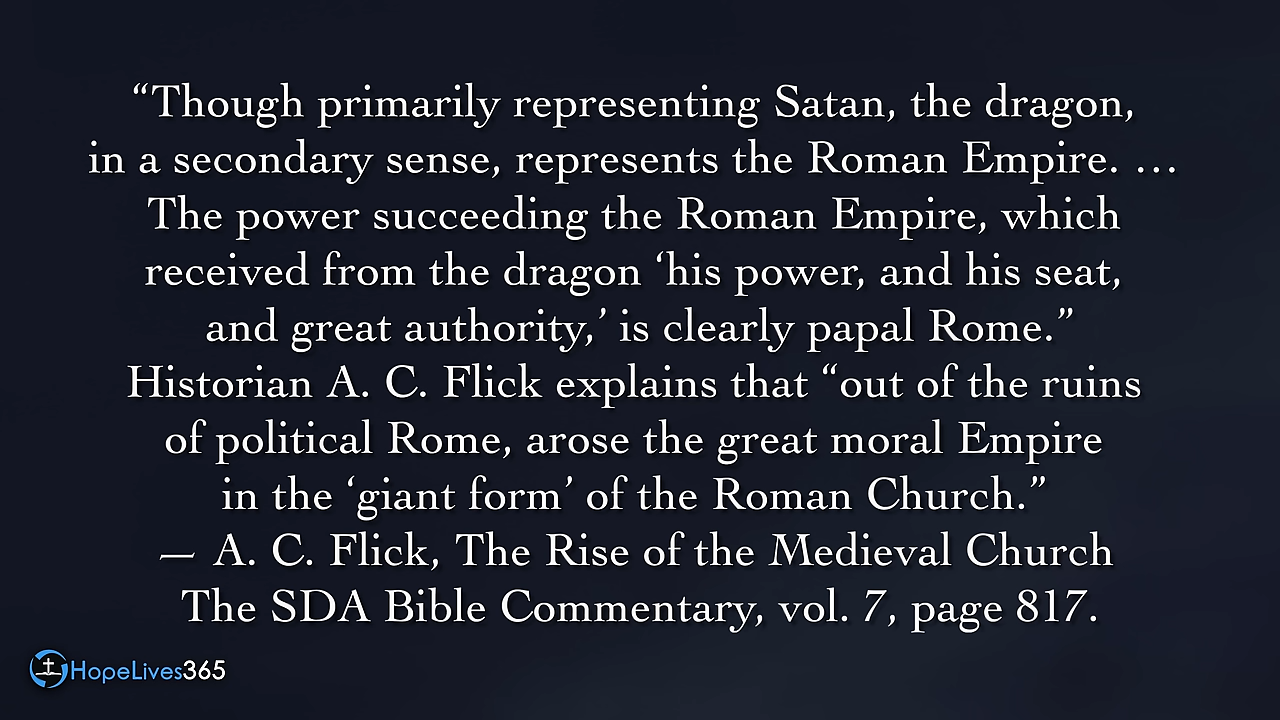 “Though primarily representing Satan, the dragon,
in a secondary sense, represents the Roman Empire. …
The power succeeding the Roman Empire, which
received from the dragon ‘his power, and his seat,
and great authority,’ is clearly papal Rome.”
Historian A. C. Flick explains that “out of the ruins
of political Rome, arose the great moral Empire
in the ‘giant form’ of the Roman Church.”
— A. C. Flick, The Rise of the Medieval Church
The SDA Bible Commentary, vol. 7, page 817.
HopeLives365